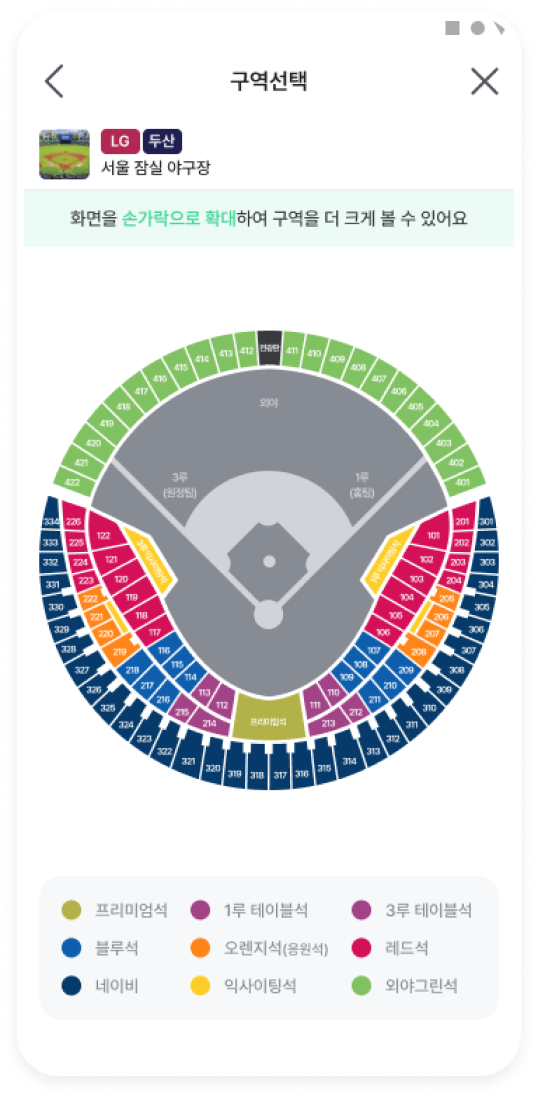 구역선택
LG 두산
서울 잠실 야구장
화면을 손가락으로 확대하여 구역을 더 크게 볼 수 있어요
412 전광판 411
413 410
414 409
415 408
416 407
417 406
418 405
419 404
420 403
421 402
422 401
외야
3루
(원정팀)
1루
(홈팀)
334 226 122 101 201 301
333 225 121 102 202 302
332 224 120 103 203 303
331 223 119 104 204 304
330 222 118 105 205 305
329 221 117 106 206 306
328 220 116 107 207 307
327 219 115 108 208 308
326 218 114 109 209 309
325 217 113 110 210 310
324 216 112 111 211 311
323 215 212 312
322 214 213 313
321 314
320 315
319 318 317 316
프리미엄석
프리미엄석 1루 테이블석 3루 테이블석
블루석 오렌지석(응원석) 레드석
네이비 익사이팅석 외야그린석